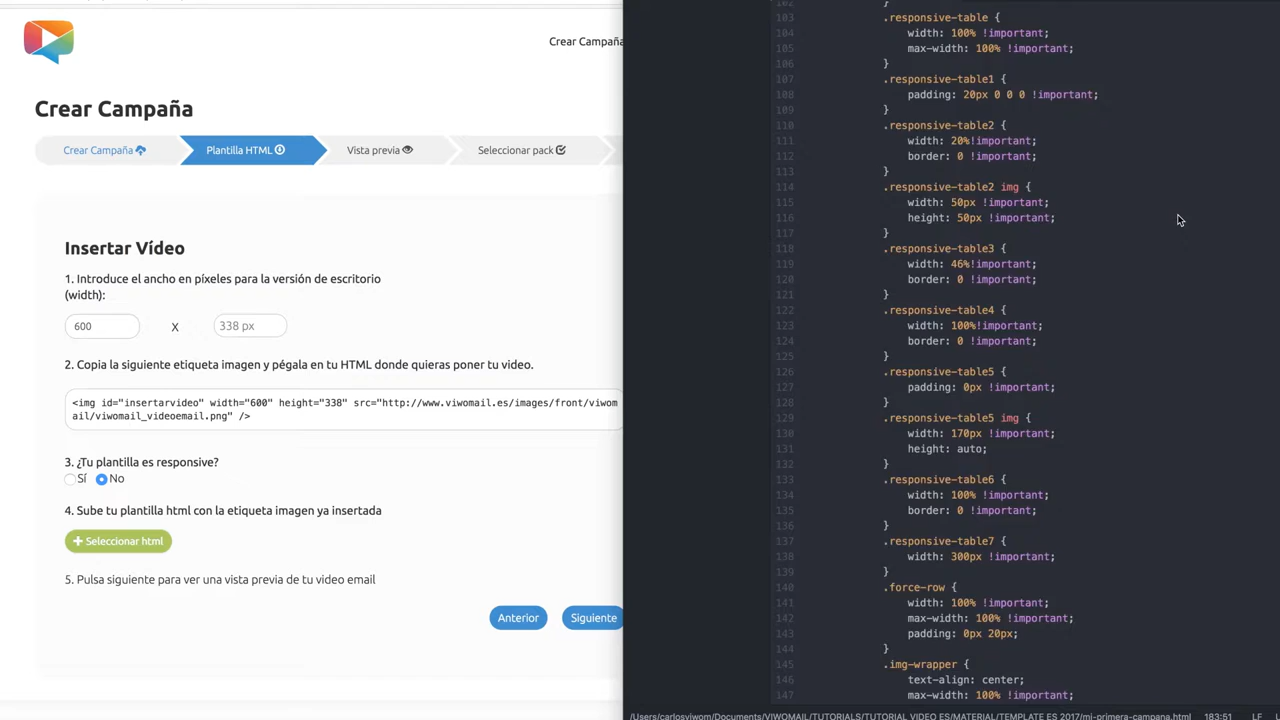 Crear Campaña
Crear Campaña
Crear Campaña
Plantilla HTML
Vista previa
Seleccionar pack
Insertar Vídeo
1. Introduce el ancho en píxeles para la versión de escritorio
(width):
600
X
338 px
2. Copia la siguiente etiqueta imagen y pégala en tu HTML donde quieras poner tu video.
<img id="insertarvideo" width="600" height="338" src="http://www.viwomail.es/images/front/viwom
ail/viwomail_videoemail.png" />
3. ¿Tu plantilla es responsive?
Sí
No
4. Sube tu plantilla html con la etiqueta imagen ya insertada
Seleccionar html
5. Pulsa siguiente para ver una vista previa de tu video email
Anterior
Siguiente
102 }
103 .responsive-table {
104 width: 100% !important;
105 max-width: 100% !important;
106 }
107 .responsive-table1 {
108 padding: 20px 0 0 0 !important;
109 }
110 .responsive-table2 {
111 width: 20%!important;
112 border: 0 !important;
113 }
114 .responsive-table2 img {
115 width: 50px !important;
116 height: 50px !important;
117 }
118 .responsive-table3 {
119 width: 46%!important;
120 border: 0 !important;
121 }
122 .responsive-table4 {
123 width: 100%!important;
124 border: 0 !important;
125 }
126 .responsive-table5 {
127 padding: 0px !important;
128 }
129 .responsive-table5 img {
130 width: 170px !important;
131 height: auto;
132 }
133 .responsive-table6 {
134 width: 100% !important;
135 border: 0 !important;
136 }
137 .responsive-table7 {
138 width: 300px !important;
139 }
140 .force-row {
141 width: 100% !important;
142 max-width: 100% !important;
143 padding: 0px 20px;
144 }
145 .img-wrapper {
146 text-align: center;
147 max-width: 100% !important;
/Users/carlosviwom/Documents/VIWOMAIL/TUTORIALS/TUTORIAL VIDEO ES/MATERIAL/TEMPLATE ES 2017/mi-primera-campana.html 183:51 LF